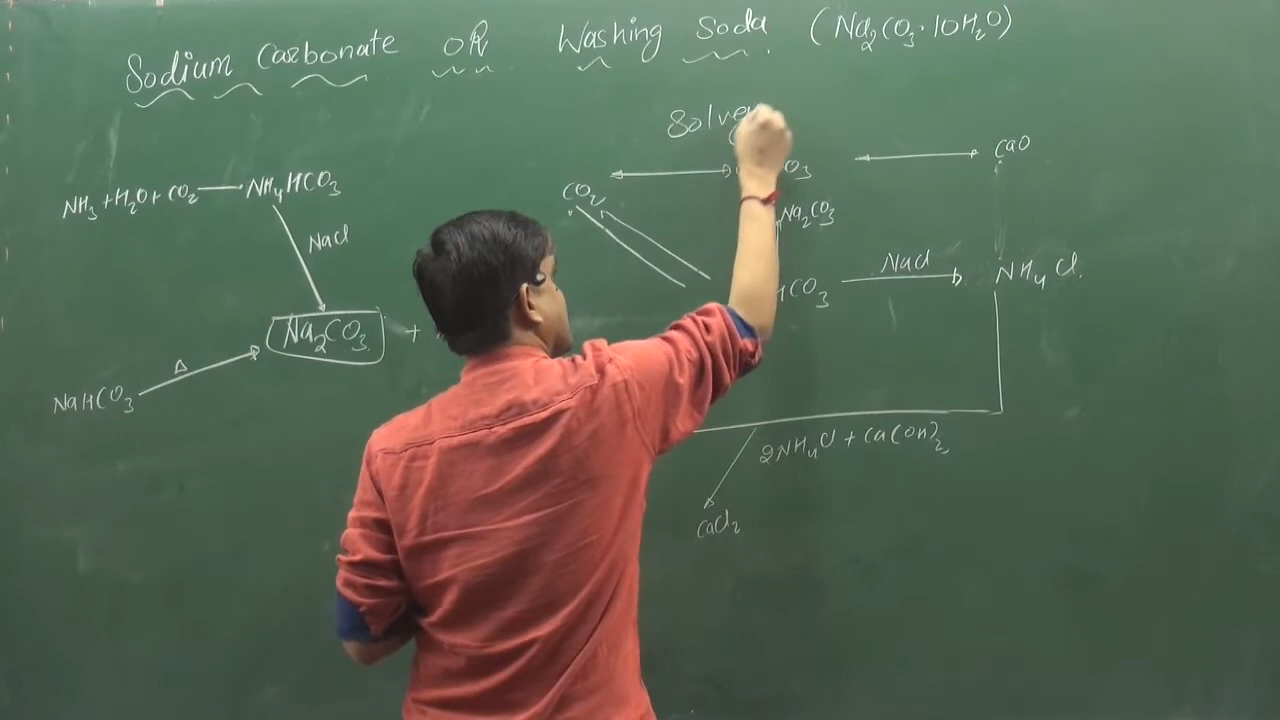 Sodium Carbonate OR Washing Soda (Na₂CO₃·10H₂O)
Solve
NH₃ + H₂O + CO₂ NH₄HCO₃
NaCl
Na₂CO₃ +
Δ
NaHCO₃
CO₂ O₃ CaO
Na₂CO₃
HCO₃ NaCl NH₄Cl
2NH₄Cl + Ca(OH)₂
CaCl₂